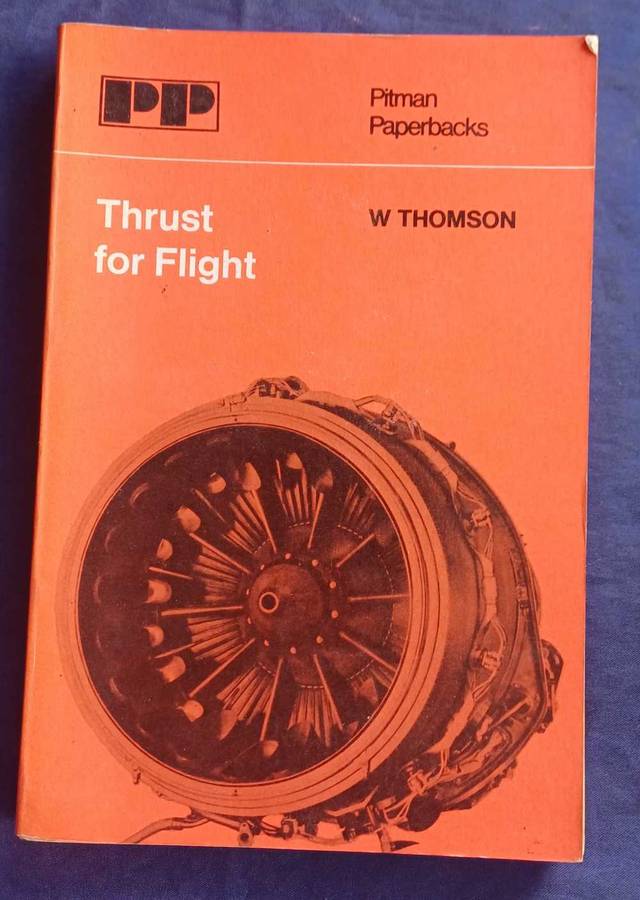 PP
Pitman
Paperbacks
Thrust
for Flight
W THOMSON